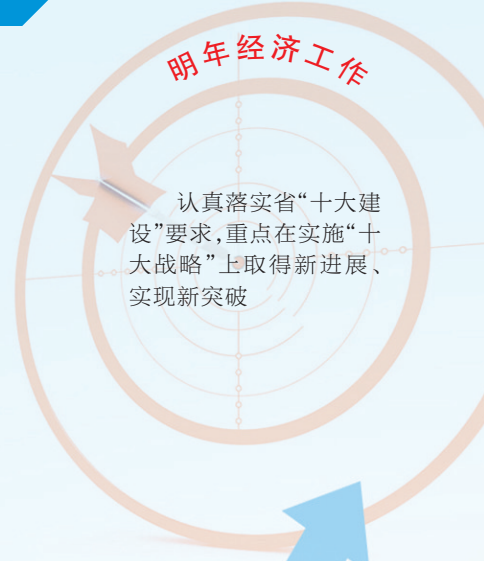 明年经济工作
认真落实省“十大建
设”要求,重点在实施“十
大战略”上取得新进展、
实现新突破